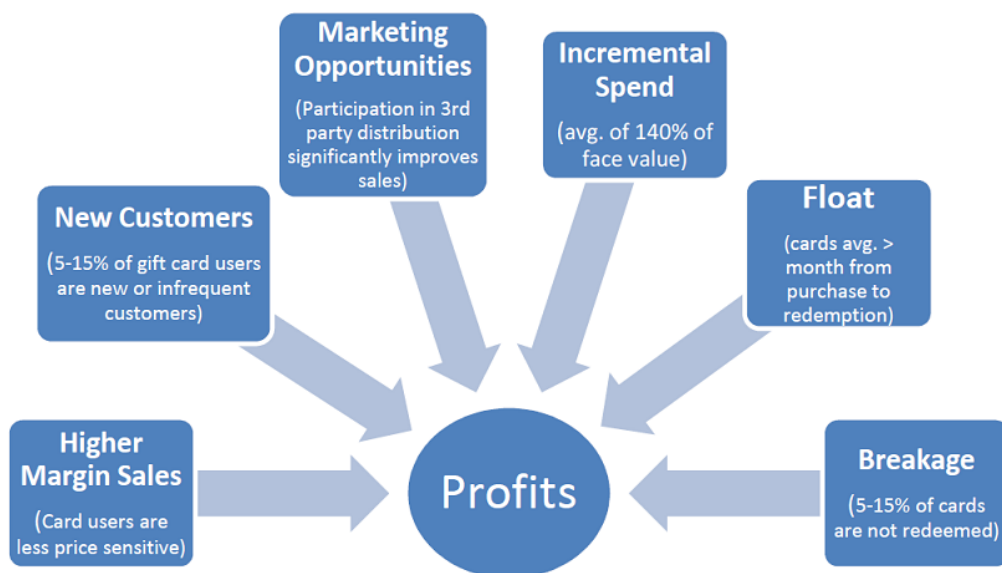 Marketing
Opportunities
(Participation in 3rd
party distribution
significantly improves
sales)
Incremental
Spend
(avg. of 140% of
face value)
New Customers
(5-15% of gift card users
are new or infrequent
customers)
Float
(cards avg. >
month from
purchase to
redemption)
Higher
Margin Sales
(Card users are
less price sensitive)
Profits
Breakage
(5-15% of cards
are not redeemed)